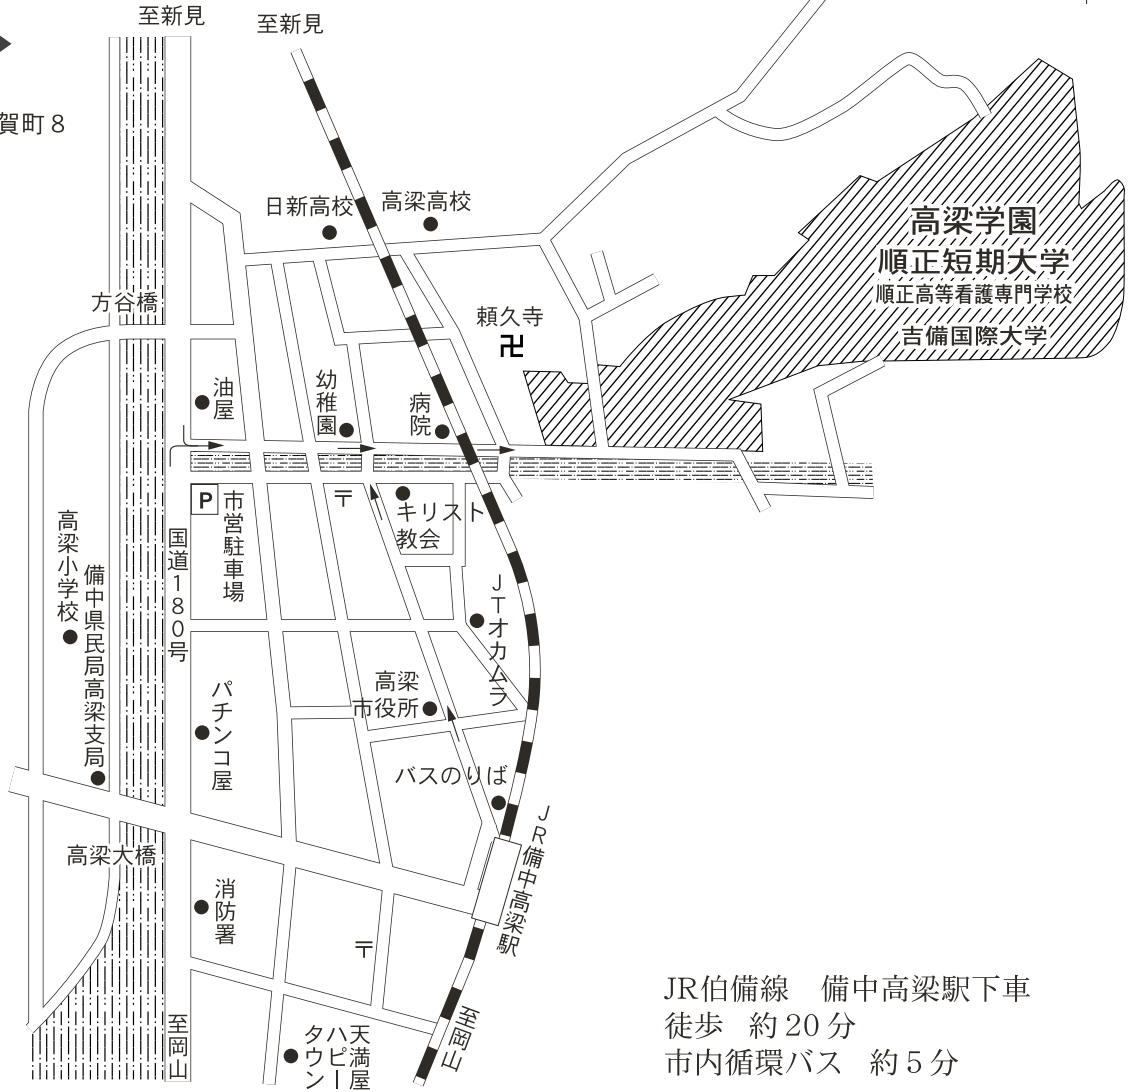 至新見
至新見
賀町８
日新高校
高梁高校
高梁学園
順正短期大学
順正高等看護専門学校
吉備国際大学
方谷橋
頼久寺
卍
油屋
幼稚園
病院
P
市営駐車場
〒
キリスト
教会
高梁小学校
備中県民局高梁支局
国道180号
JTオカムラ
パチンコ屋
高梁
市役所
バスのりば
JR備中高梁駅
高梁大橋
消防署
〒
至岡山
至岡山
天満屋
ハピー
タウン
JR伯備線　備中高梁駅下車
徒歩　約20分
市内循環バス　約５分